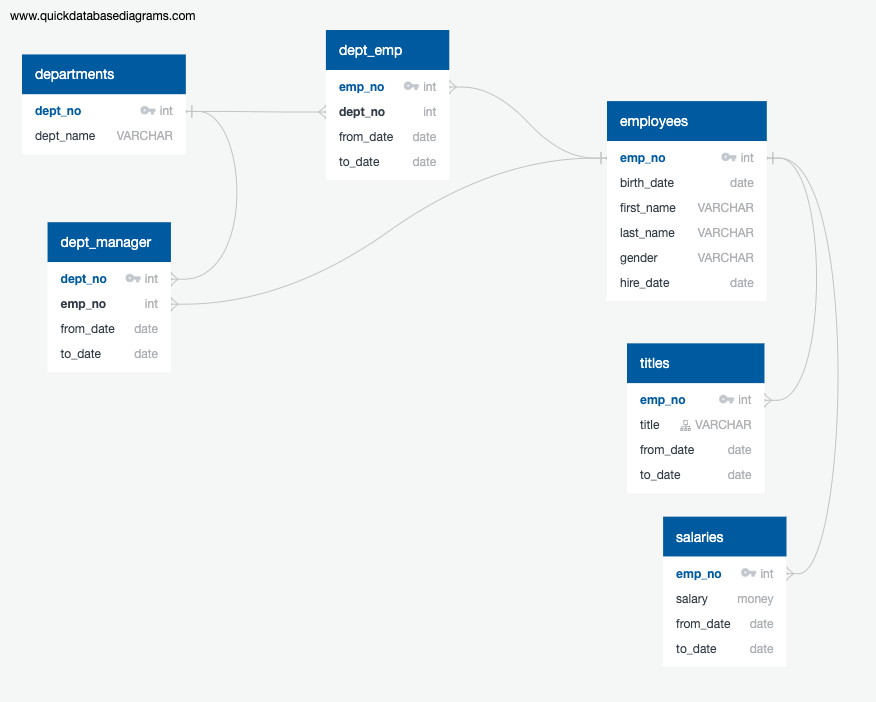 www.quickdatabasediagrams.com
departments
dept_no int
dept_name VARCHAR
dept_emp
emp_no int
dept_no int
from_date date
to_date date
employees
emp_no int
birth_date date
first_name VARCHAR
last_name VARCHAR
gender VARCHAR
hire_date date
dept_manager
dept_no int
emp_no int
from_date date
to_date date
titles
emp_no int
title VARCHAR
from_date date
to_date date
salaries
emp_no int
salary money
from_date date
to_date date